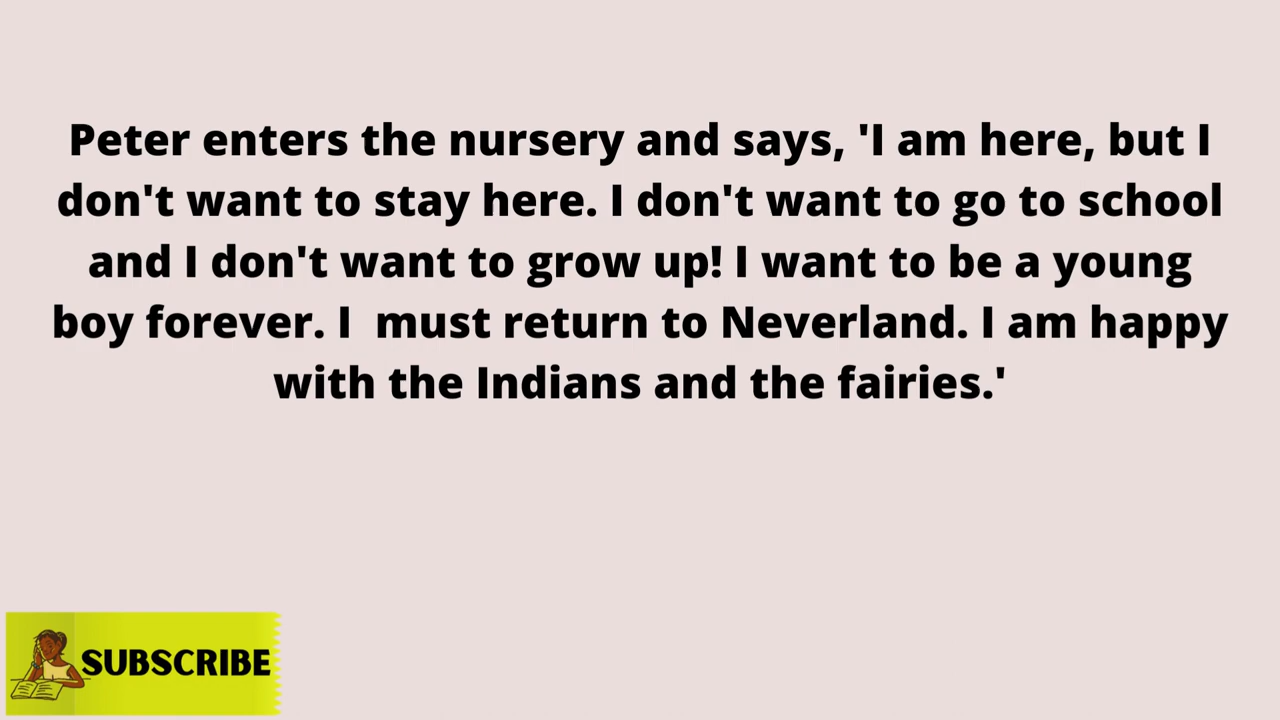 Peter enters the nursery and says, 'I am here, but I
don't want to stay here. I don't want to go to school
and I don't want to grow up! I want to be a young
boy forever. I  must return to Neverland. I am happy
with the Indians and the fairies.'
SUBSCRIBE